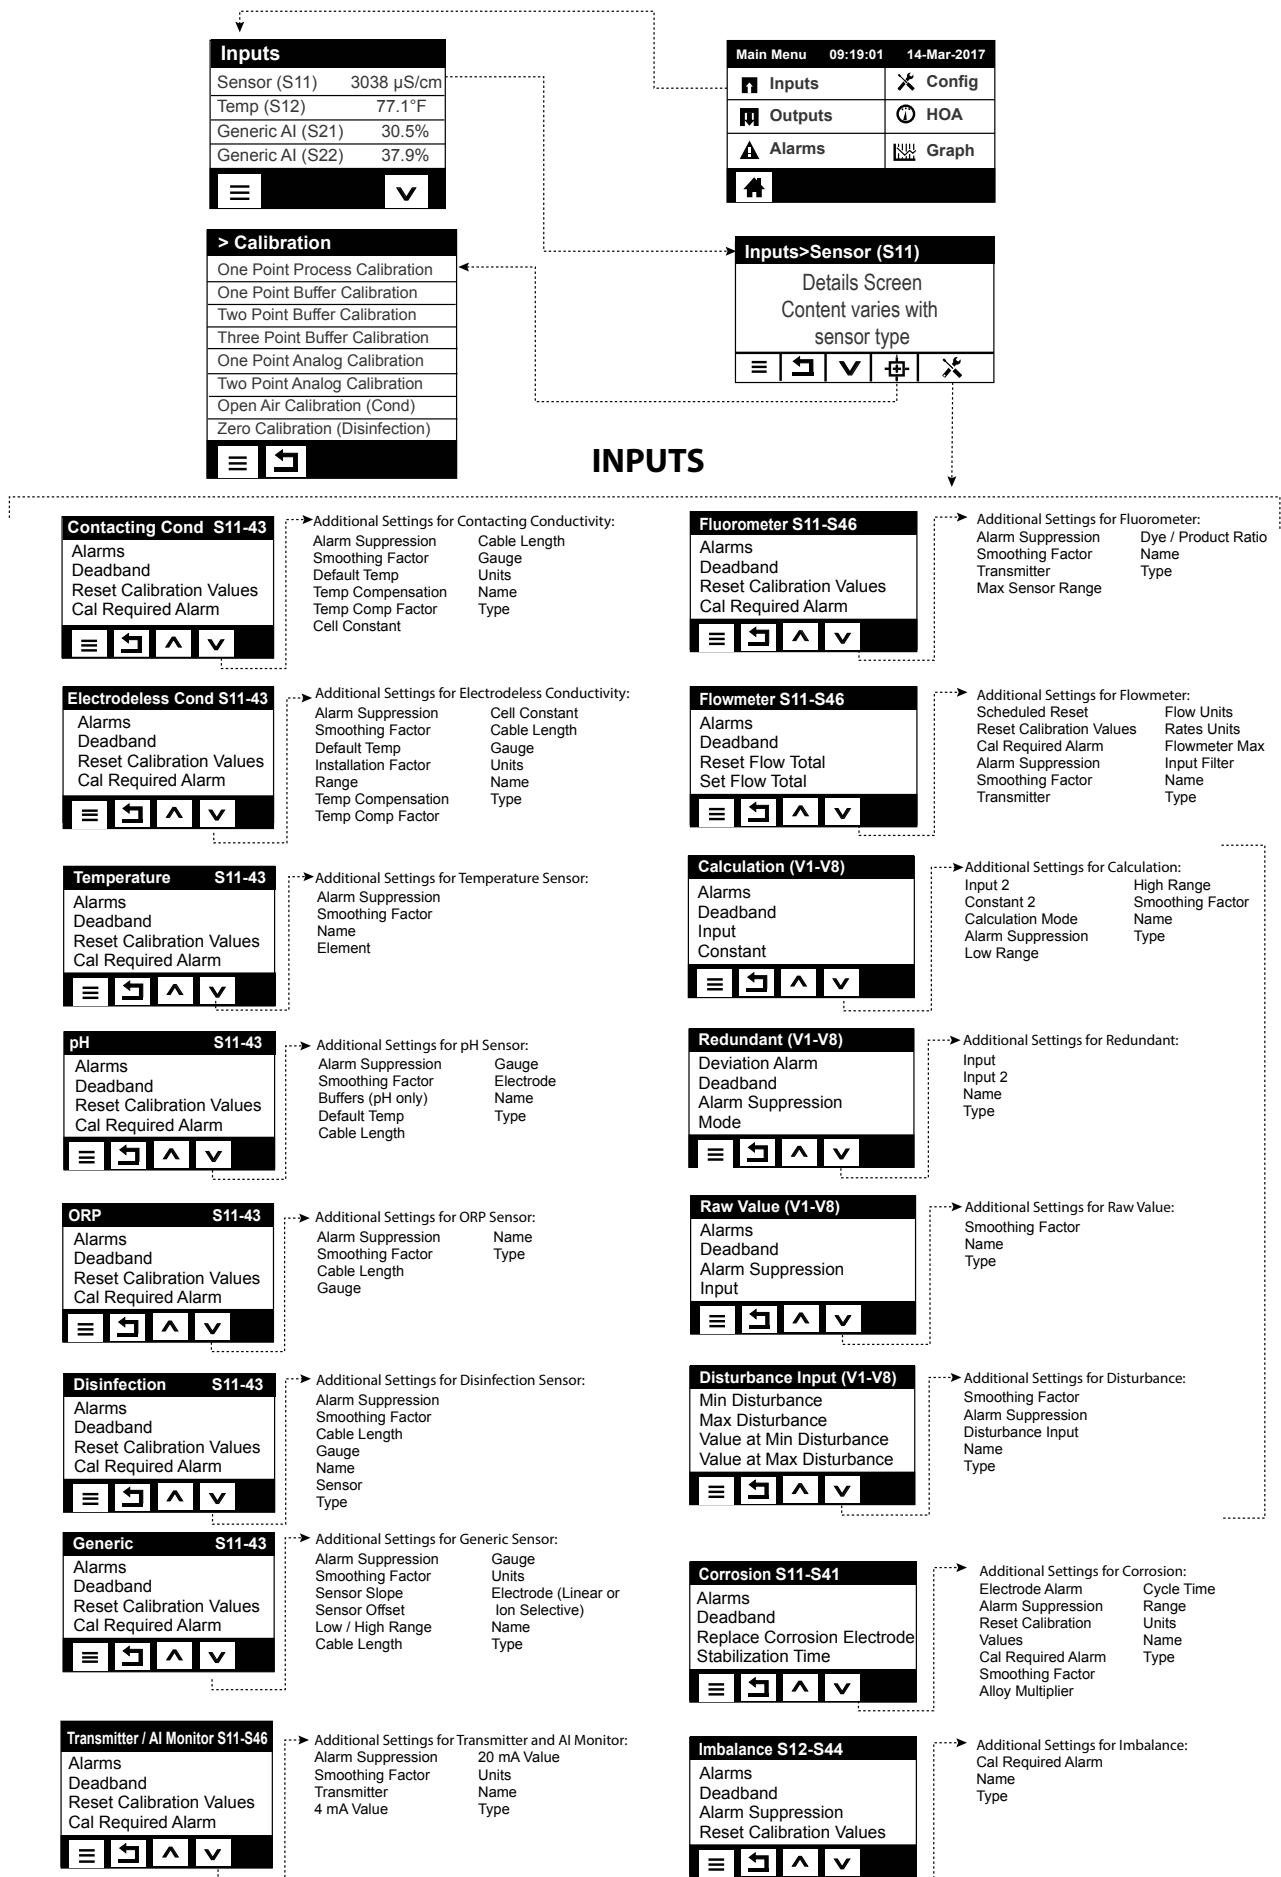 Inputs
Sensor (S11) 3038 µS/cm
Temp (S12) 77.1°F
Generic AI (S21) 30.5%
Generic AI (S22) 37.9%
Main Menu 09:19:01 14-Mar-2017
Inputs Config
Outputs HOA
Alarms Graph
> Calibration
One Point Process Calibration
One Point Buffer Calibration
Two Point Buffer Calibration
Three Point Buffer Calibration
One Point Analog Calibration
Two Point Analog Calibration
Open Air Calibration (Cond)
Zero Calibration (Disinfection)
Inputs>Sensor (S11)
Details Screen
Content varies with
sensor type
INPUTS
Contacting Cond S11-43
Alarms
Deadband
Reset Calibration Values
Cal Required Alarm
Additional Settings for Contacting Conductivity:
Alarm Suppression Cable Length
Smoothing Factor Gauge
Default Temp Units
Temp Compensation Name
Temp Comp Factor Type
Cell Constant
Electrodeless Cond S11-43
Alarms
Deadband
Reset Calibration Values
Cal Required Alarm
Additional Settings for Electrodeless Conductivity:
Alarm Suppression Cell Constant
Smoothing Factor Cable Length
Default Temp Gauge
Installation Factor Units
Range Name
Temp Compensation Type
Temp Comp Factor
Temperature S11-43
Alarms
Deadband
Reset Calibration Values
Cal Required Alarm
Additional Settings for Temperature Sensor:
Alarm Suppression
Smoothing Factor
Name
Element
pH S11-43
Alarms
Deadband
Reset Calibration Values
Cal Required Alarm
Additional Settings for pH Sensor:
Alarm Suppression Gauge
Smoothing Factor Electrode
Buffers (pH only) Name
Default Temp Type
Cable Length
ORP S11-43
Alarms
Deadband
Reset Calibration Values
Cal Required Alarm
Additional Settings for ORP Sensor:
Alarm Suppression Name
Smoothing Factor Type
Cable Length
Gauge
Disinfection S11-43
Alarms
Deadband
Reset Calibration Values
Cal Required Alarm
Additional Settings for Disinfection Sensor:
Alarm Suppression
Smoothing Factor
Cable Length
Gauge
Name
Sensor
Type
Generic S11-43
Alarms
Deadband
Reset Calibration Values
Cal Required Alarm
Additional Settings for Generic Sensor:
Alarm Suppression Gauge
Smoothing Factor Units
Sensor Slope Electrode (Linear or
Sensor Offset Ion Selective)
Low / High Range Name
Cable Length Type
Transmitter / AI Monitor S11-S46
Alarms
Deadband
Reset Calibration Values
Cal Required Alarm
Additional Settings for Transmitter and AI Monitor:
Alarm Suppression 20 mA Value
Smoothing Factor Units
Transmitter Name
4 mA Value Type
Fluorometer S11-S46
Alarms
Deadband
Reset Calibration Values
Cal Required Alarm
Additional Settings for Fluorometer:
Alarm Suppression Dye / Product Ratio
Smoothing Factor Name
Transmitter Type
Max Sensor Range
Flowmeter S11-S46
Alarms
Deadband
Reset Flow Total
Set Flow Total
Additional Settings for Flowmeter:
Scheduled Reset Flow Units
Reset Calibration Values Rates Units
Cal Required Alarm Flowmeter Max
Alarm Suppression Input Filter
Smoothing Factor Name
Transmitter Type
Calculation (V1-V8)
Alarms
Deadband
Input
Constant
Additional Settings for Calculation:
Input 2 High Range
Constant 2 Smoothing Factor
Calculation Mode Name
Alarm Suppression Type
Low Range
Redundant (V1-V8)
Deviation Alarm
Deadband
Alarm Suppression
Mode
Additional Settings for Redundant:
Input
Input 2
Name
Type
Raw Value (V1-V8)
Alarms
Deadband
Alarm Suppression
Input
Additional Settings for Raw Value:
Smoothing Factor
Name
Type
Disturbance Input (V1-V8)
Min Disturbance
Max Disturbance
Value at Min Disturbance
Value at Max Disturbance
Additional Settings for Disturbance:
Smoothing Factor
Alarm Suppression
Disturbance Input
Name
Type
Corrosion S11-S41
Alarms
Deadband
Replace Corrosion Electrode
Stabilization Time
Additional Settings for Corrosion:
Electrode Alarm Cycle Time
Alarm Suppression Range
Reset Calibration Units
Values Name
Cal Required Alarm Type
Smoothing Factor
Alloy Multiplier
Imbalance S12-S44
Alarms
Deadband
Alarm Suppression
Reset Calibration Values
Additional Settings for Imbalance:
Cal Required Alarm
Name
Type